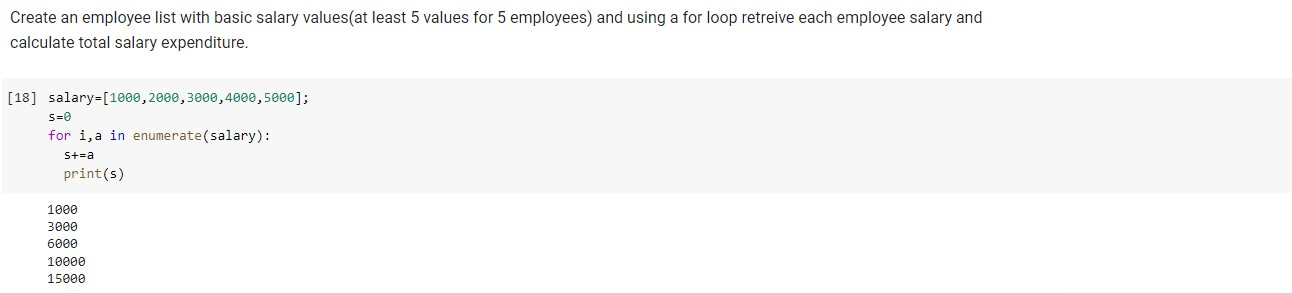 Create an employee list with basic salary values(at least 5 values for 5 employees) and using a for loop retreive each employee salary and
calculate total salary expenditure.
[18] salary=[1000,2000,3000,4000,5000];
s=0
for i,a in enumerate(salary):
s+=a
print(s)
1000
3000
6000
10000
15000